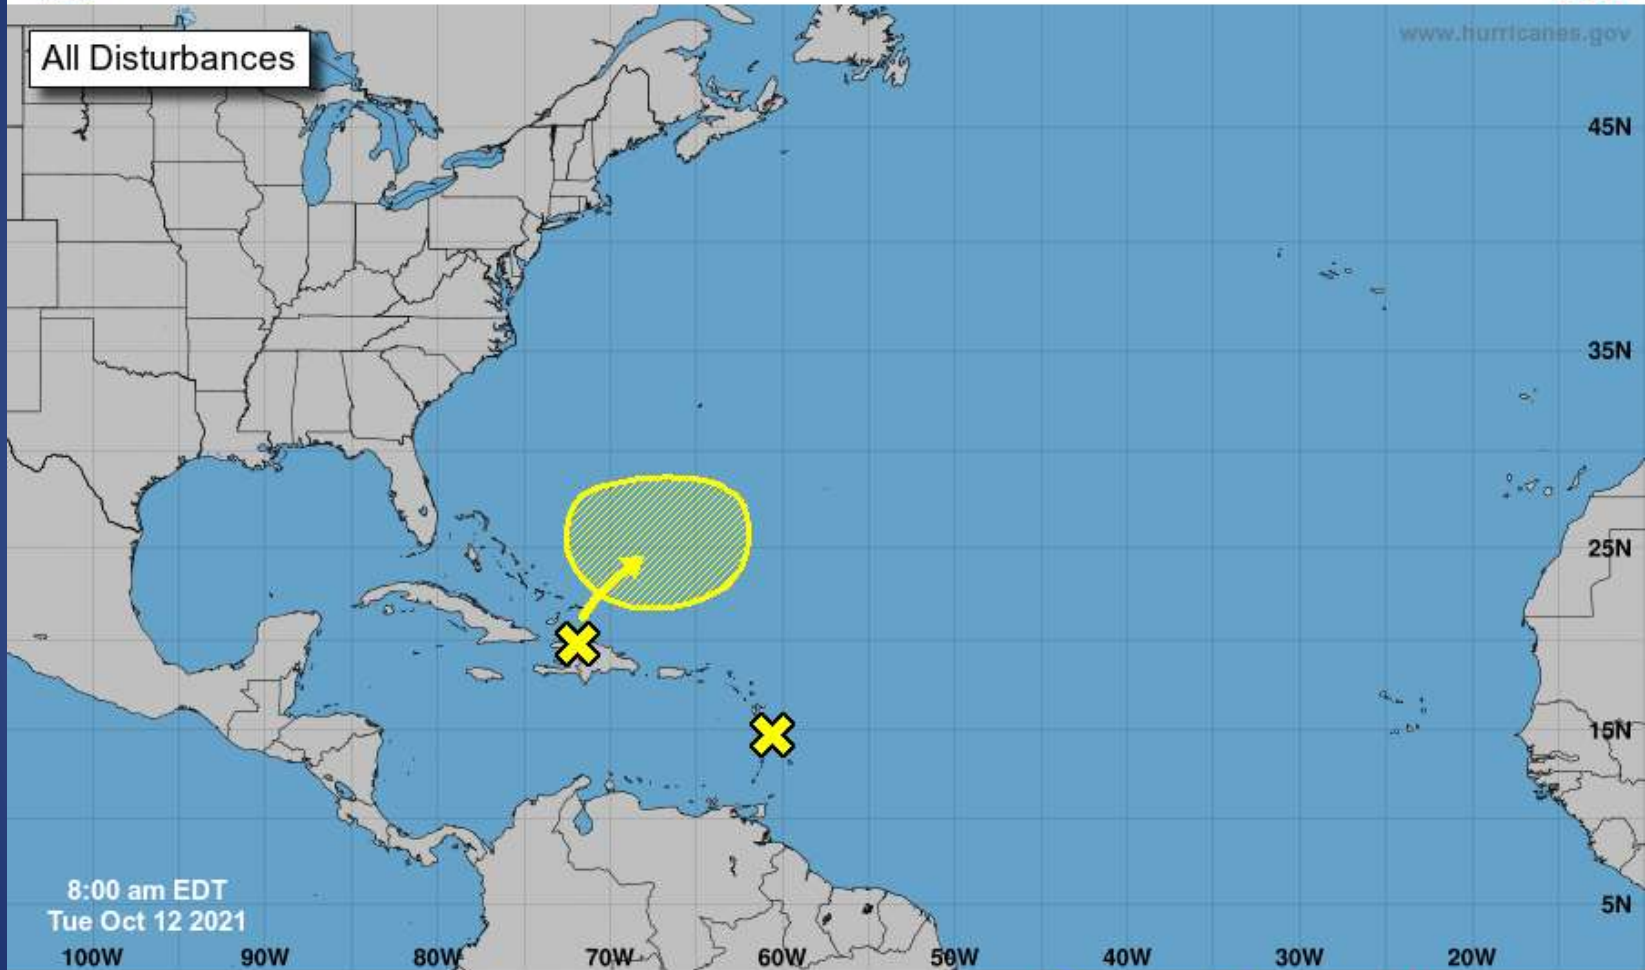 All Disturbances
www.hurricanes.gov
45N
35N
25N
15N
5N
8:00 am EDT
Tue Oct 12 2021
100W 90W 80W 70W 60W 50W 40W 30W 20W